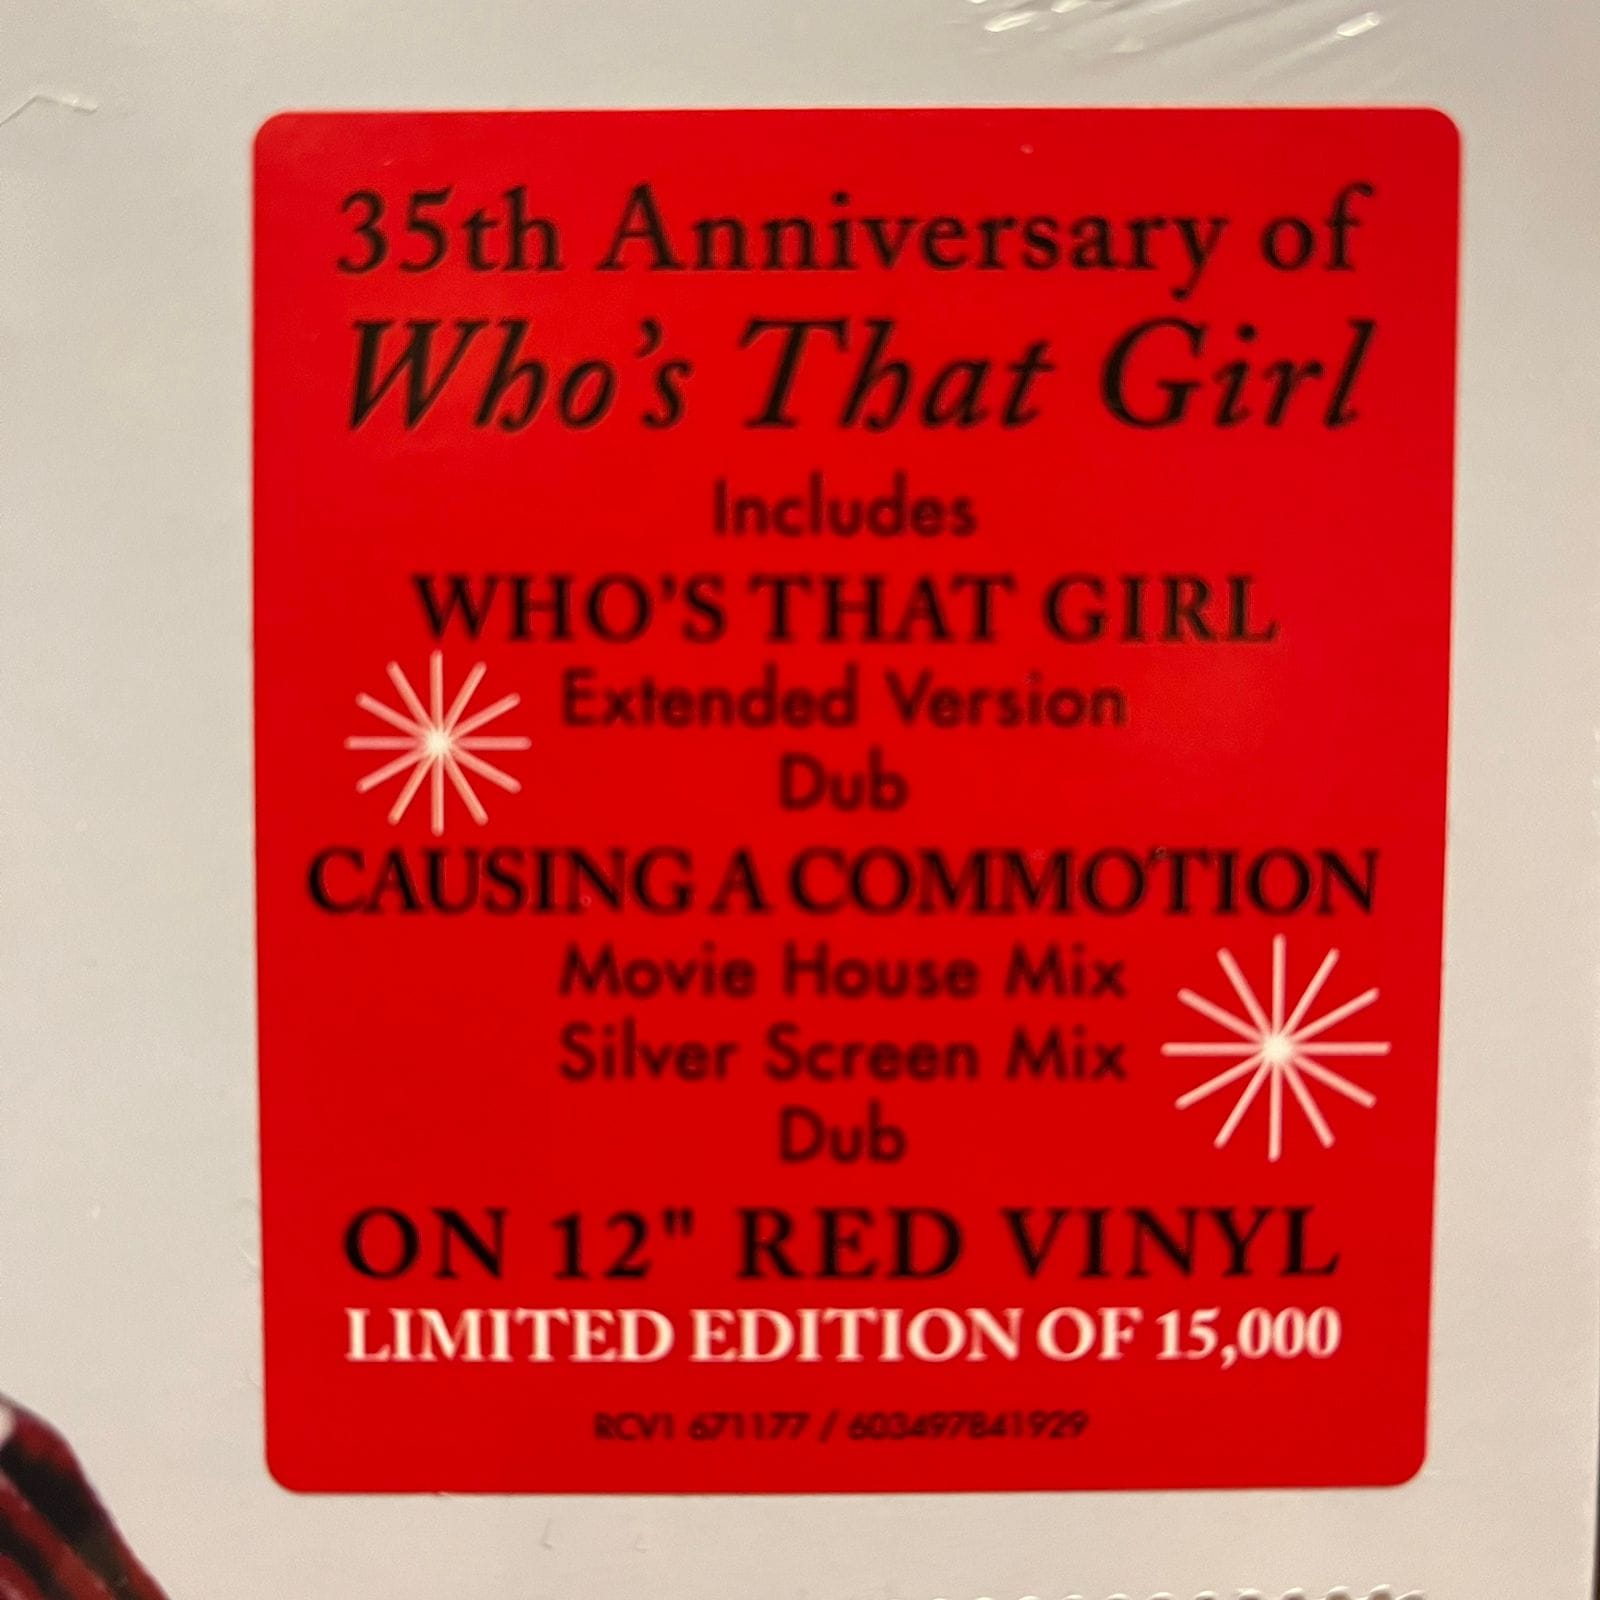 35th Anniversary of
Who's That Girl
Includes
WHO'S THAT GIRL
Extended Version
Dub
CAUSING A COMMOTION
Movie House Mix
Silver Screen Mix
Dub
ON 12" RED VINYL
LIMITED EDITION OF 15,000
RCV1 671177 / 603497841929